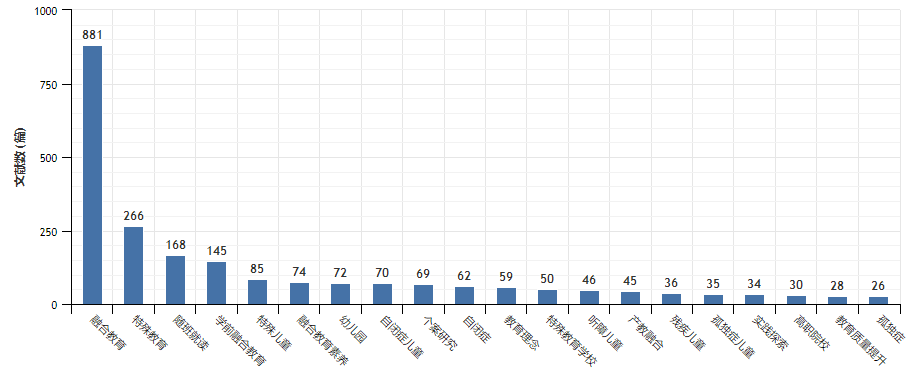 文献数(篇)
1000
750
500
250
0
881
266
168
145
85
74
72
70
69
62
59
50
46
45
36
35
34
30
28
26
融合教育
特殊教育
随班就读
学前融合教育
特殊儿童
融合教育素养
幼儿园
自闭症儿童
个案研究
自闭症
教育理念
特殊教育学校
听障儿童
产教融合
残疾儿童
孤独症儿童
实践探索
高职院校
教育质量提升
孤独症